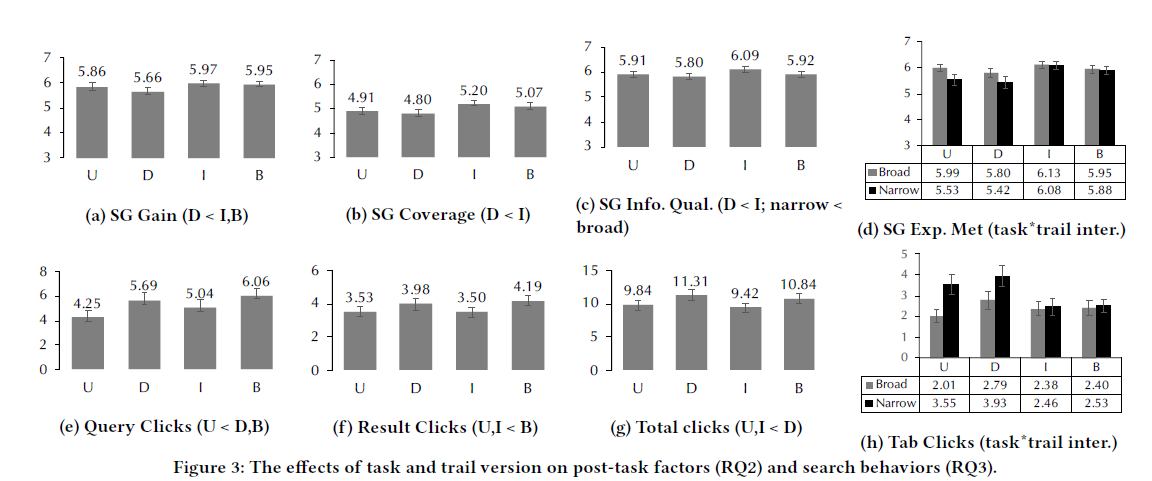 7
6
5
4
3
5.86
5.66
5.97
5.95
U D I B
(a) SG Gain (D < I,B)
7
6
5
4
3
4.91
4.80
5.20
5.07
U D I B
(b) SG Coverage (D < I)
7
6
5
4
3
5.91
5.80
6.09
5.92
U D I B
(c) SG Info. Qual. (D < I; narrow <
broad)
7
6
5
4
3
U D I B
Broad 5.99 5.80 6.13 5.95
Narrow 5.53 5.42 6.08 5.88
(d) SG Exp. Met (task*trail inter.)
8
6
4
2
0
4.25
5.69
5.04
6.06
U D I B
(e) Query Clicks (U < D,B)
6
4
2
0
3.53
3.98
3.50
4.19
U D I B
(f) Result Clicks (U,I < B)
15
10
5
0
9.84
11.31
9.42
10.84
U D I B
(g) Total clicks (U,I < D)
5
4
3
2
1
0
U D I B
Broad 2.01 2.79 2.38 2.40
Narrow 3.55 3.93 2.46 2.53
(h) Tab Clicks (task*trail inter.)
Figure 3: The effects of task and trail version on post-task factors (RQ2) and search behaviors (RQ3).